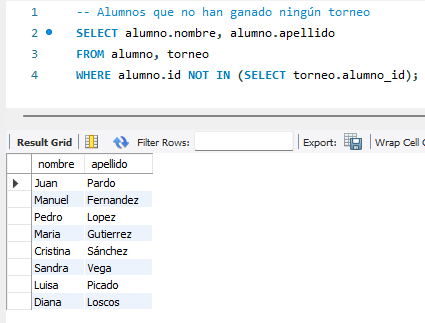 1 -- Alumnos que no han ganado ningún torneo
2 SELECT alumno.nombre, alumno.apellido
3 FROM alumno, torneo
4 WHERE alumno.id NOT IN (SELECT torneo.alumno_id);
Result Grid Filter Rows: Export: Wrap Cell C
nombre apellido
Juan Pardo
Manuel Fernandez
Pedro Lopez
Maria Gutierrez
Cristina Sánchez
Sandra Vega
Luisa Picado
Diana Loscos